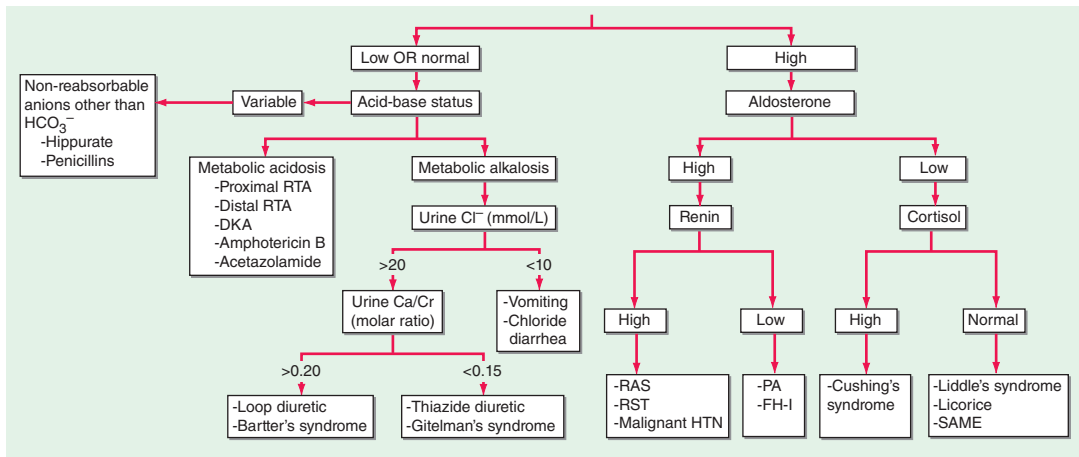 Low OR normal
High
Non-reabsorbable
anions other than
HCO₃⁻
-Hippurate
-Penicillins
Variable
Acid-base status
Aldosterone
Metabolic acidosis
-Proximal RTA
-Distal RTA
-DKA
-Amphotericin B
-Acetazolamide
Metabolic alkalosis
High
Low
Urine Cl⁻ (mmol/L)
Renin
Cortisol
>20
<10
Urine Ca/Cr
(molar ratio)
-Vomiting
-Chloride
diarrhea
High
Low
High
Normal
>0.20
<0.15
-Loop diuretic
-Bartter's syndrome
-Thiazide diuretic
-Gitelman's syndrome
-RAS
-RST
-Malignant HTN
-PA
-FH-I
-Cushing's
syndrome
-Liddle's syndrome
-Licorice
-SAME